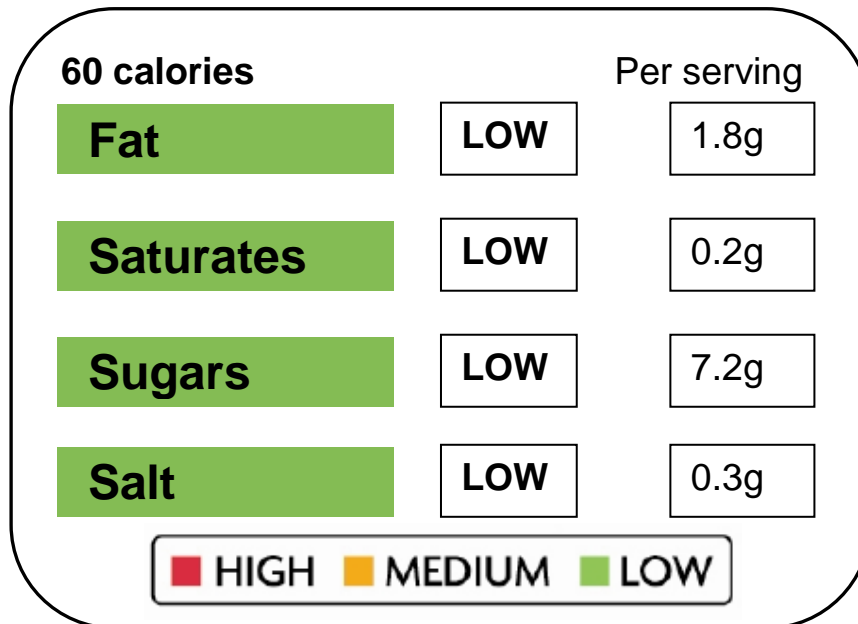 60 calories Per serving
Fat LOW 1.8g
Saturates LOW 0.2g
Sugars LOW 7.2g
Salt LOW 0.3g
HIGH MEDIUM LOW